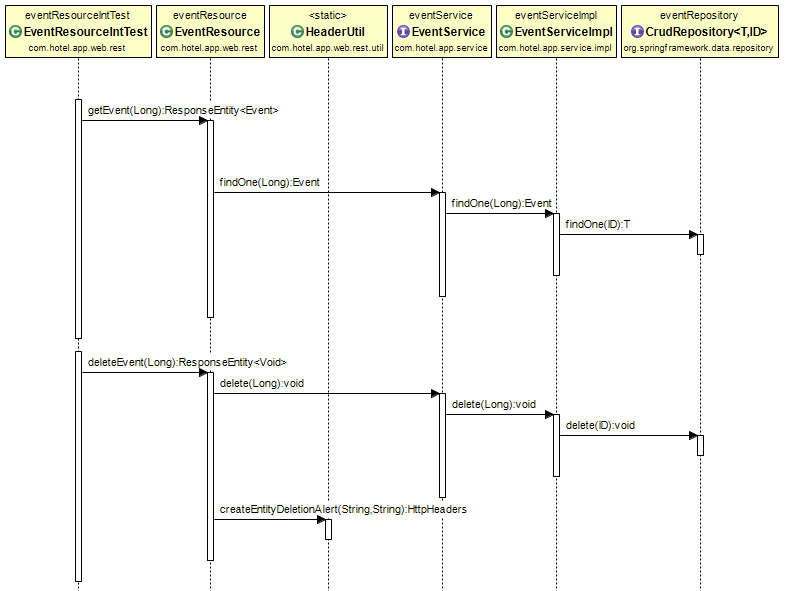 eventResourceIntTest
EventResourceIntTest
com.hotel.app.web.rest
eventResource
EventResource
com.hotel.app.web.rest
<static>
HeaderUtil
com.hotel.app.web.rest.util
eventService
EventService
com.hotel.app.service
eventServiceImpl
EventServiceImpl
com.hotel.app.service.impl
eventRepository
CrudRepository<T,ID>
org.springframework.data.repository
getEvent(Long):ResponseEntity<Event>
findOne(Long):Event
findOne(Long):Event
findOne(ID):T
deleteEvent(Long):ResponseEntity<Void>
delete(Long):void
delete(Long):void
delete(ID):void
createEntityDeletionAlert(String,String):HttpHeaders